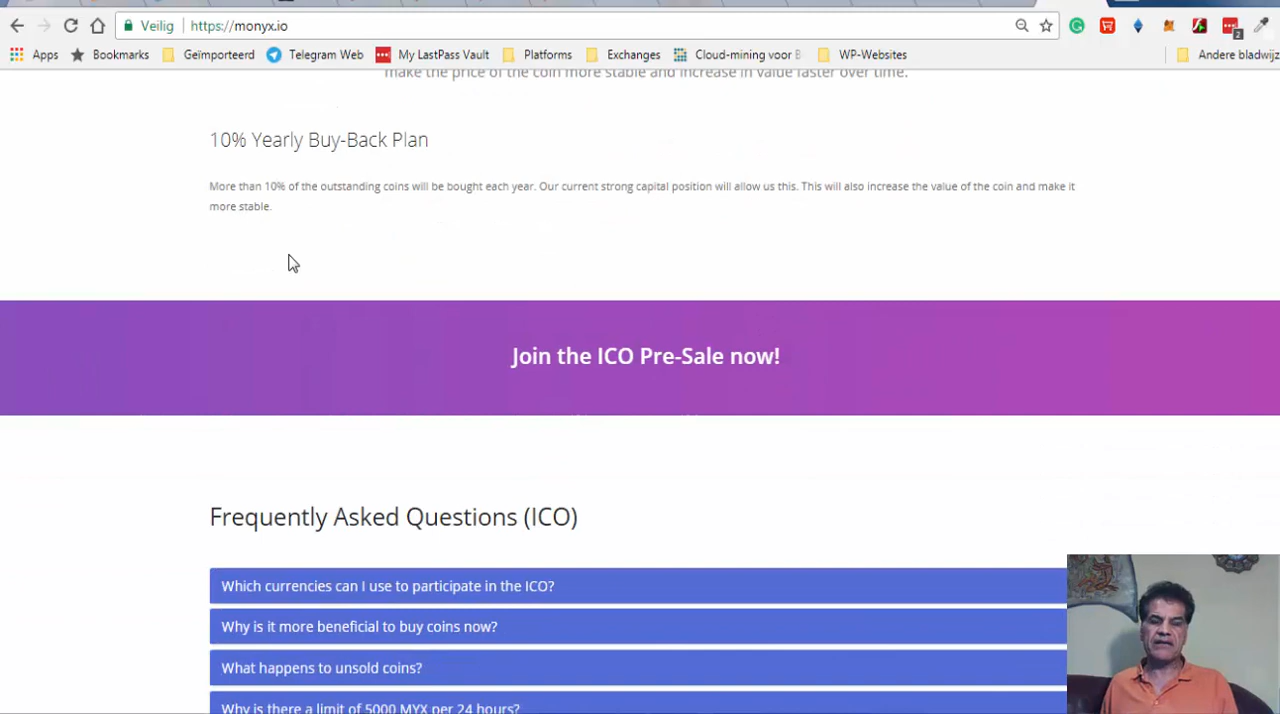 Veilig https://monyx.io
Apps Bookmarks Geïmporteerd Telegram Web My LastPass Vault Platforms Exchanges Cloud-mining voor B WP-Websites Andere bladwijz
make the price of the coin more stable and increase in value faster over time.
10% Yearly Buy-Back Plan
More than 10% of the outstanding coins will be bought each year. Our current strong capital position will allow us this. This will also increase the value of the coin and make it
more stable.
Join the ICO Pre-Sale now!
Frequently Asked Questions (ICO)
Which currencies can I use to participate in the ICO?
Why is it more beneficial to buy coins now?
What happens to unsold coins?
Why is there a limit of 5000 MYX per 24 hours?